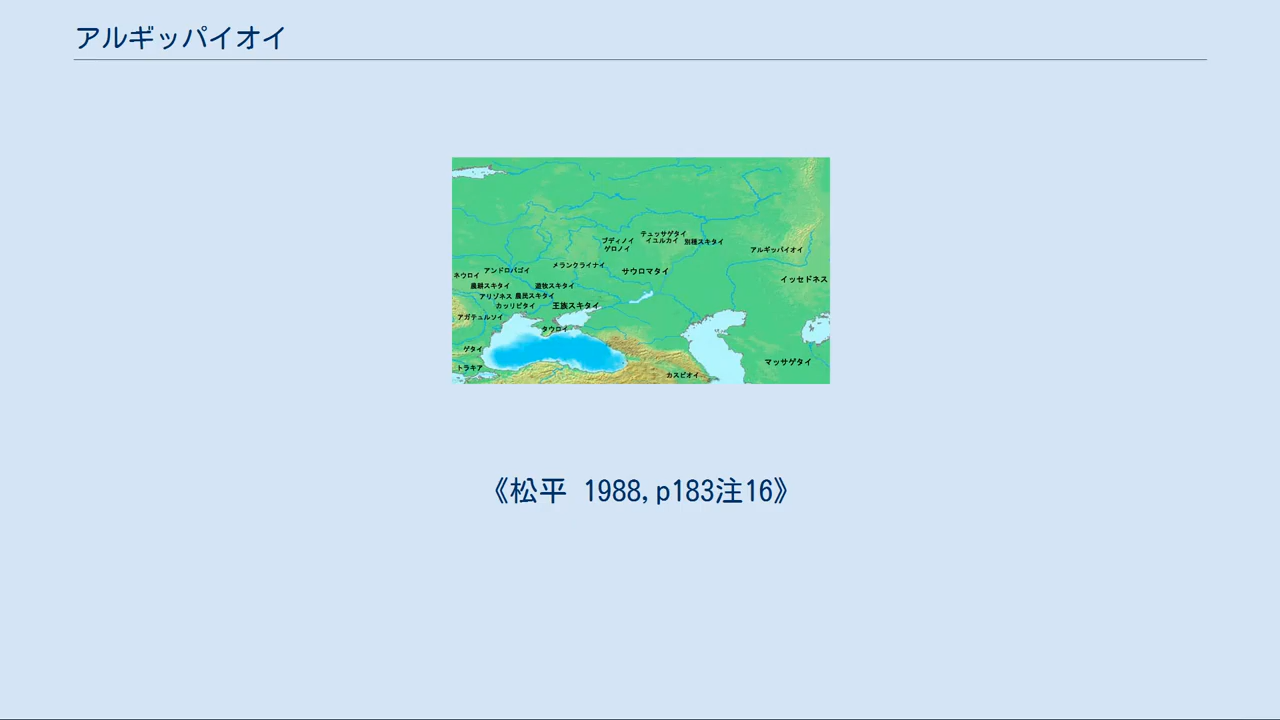 アルギッパイオイ
テュッサゲタイ
ブディノイ イユルカイ 別種スキタイ
ゲロノイ
アルギッパイオイ
メランクライナイ
サウロマタイ
アンドロパゴイ
ネウロイ
イッセドネス
農耕スキタイ 遊牧スキタイ
アリゾネス 農民スキタイ
カッリピダイ 王族スキタイ
アガテュルソイ
タウロイ
ゲタイ
マッサゲタイ
トラキア
カスピオイ
《松平 1988,p183注16》